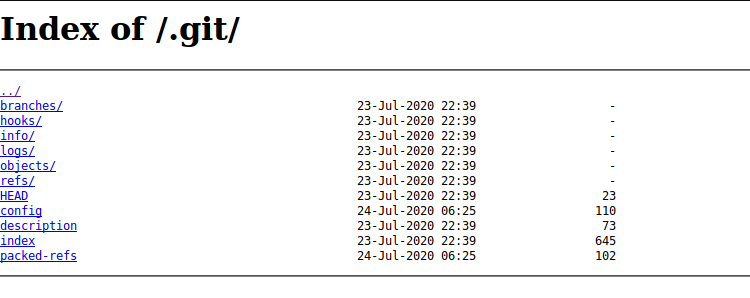 Index of /.git/
../
branches/ 23-Jul-2020 22:39 -
hooks/ 23-Jul-2020 22:39 -
info/ 23-Jul-2020 22:39 -
logs/ 23-Jul-2020 22:39 -
objects/ 23-Jul-2020 22:39 -
refs/ 23-Jul-2020 22:39 -
HEAD 23-Jul-2020 22:39 23
config 24-Jul-2020 06:25 110
description 23-Jul-2020 22:39 73
index 23-Jul-2020 22:39 645
packed-refs 24-Jul-2020 06:25 102